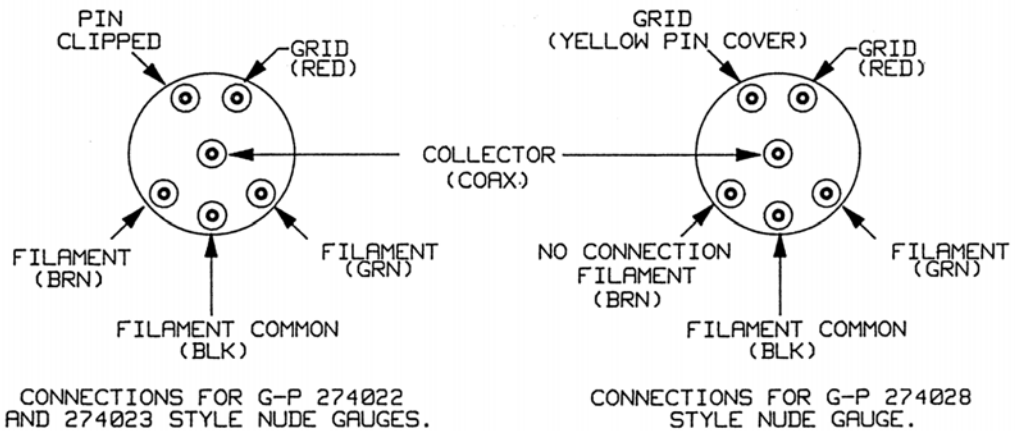 PIN
CLIPPED
GRID
(RED)
GRID
(YELLOW PIN COVER)
GRID
(RED)
COLLECTOR
(COAX.)
FILAMENT
(BRN)
FILAMENT
(GRN)
FILAMENT COMMON
(BLK)
NO CONNECTION
FILAMENT
(BRN)
FILAMENT
(GRN)
FILAMENT COMMON
(BLK)
CONNECTIONS FOR G-P 274022
AND 274023 STYLE NUDE GAUGES.
CONNECTIONS FOR G-P 274028
STYLE NUDE GAUGE.